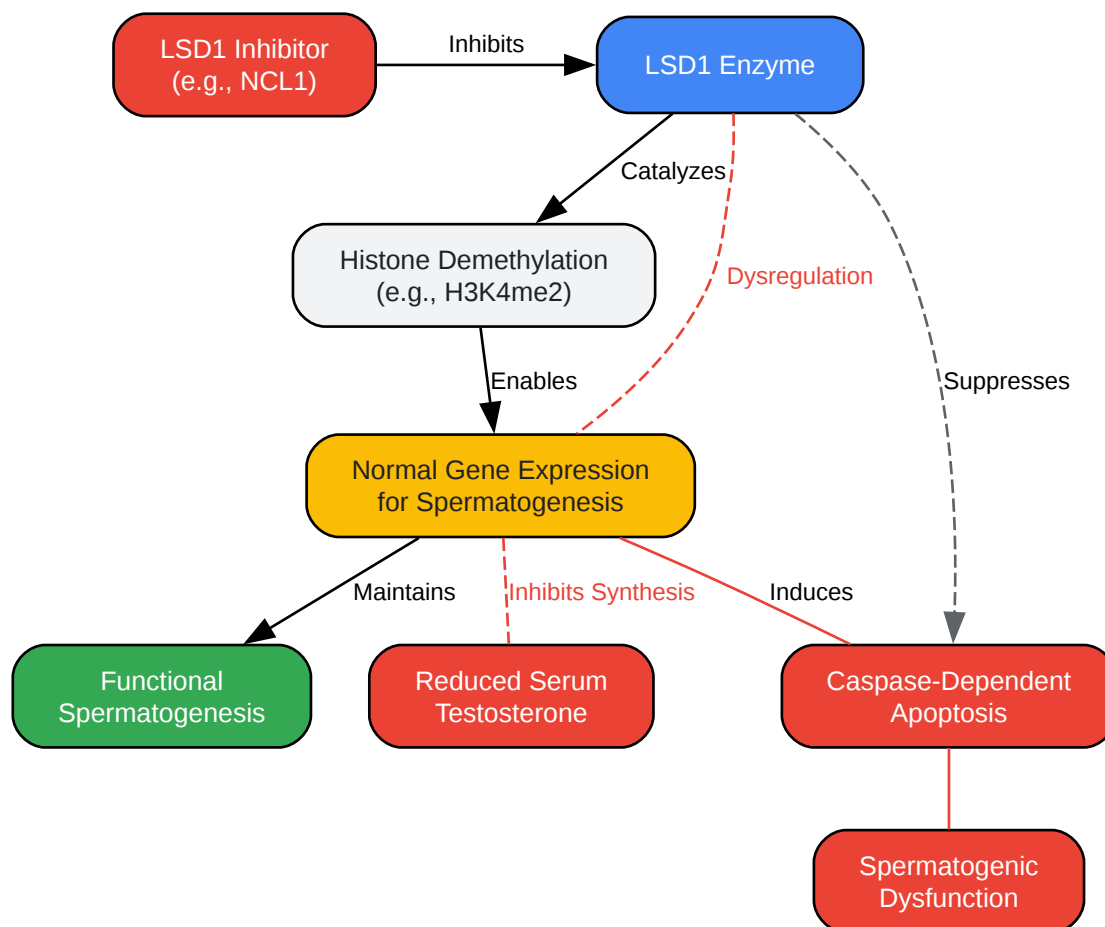 LSD1 Inhibitor
(e.g., NCL1)
Inhibits
LSD1 Enzyme
Catalyzes
Histone Demethylation
(e.g., H3K4me2)
Dysregulation
Enables
Suppresses
Normal Gene Expression
for Spermatogenesis
Maintains
Inhibits Synthesis
Induces
Functional
Spermatogenesis
Reduced Serum
Testosterone
Caspase-Dependent
Apoptosis
Spermatogenic
Dysfunction